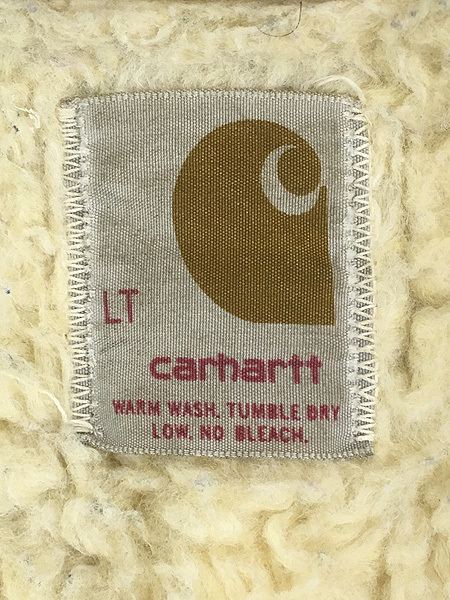 LT
carhartt
WARM WASH. TUMBLE DRY
LOW. NO BLEACH.